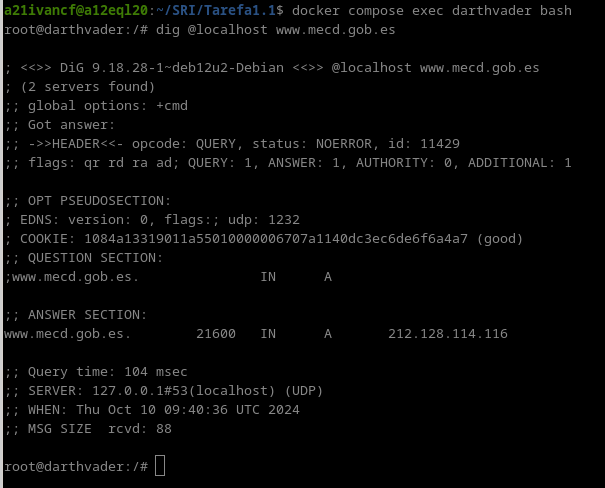 a21ivancf@a12eql20:~/SRI/Tarefa1.1$ docker compose exec darthvader bash
root@darthvader:/# dig @localhost www.mecd.gob.es

; <<>> DiG 9.18.28-1~deb12u2-Debian <<>> @localhost www.mecd.gob.es
; (2 servers found)
;; global options: +cmd
;; Got answer:
;; ->>HEADER<<- opcode: QUERY, status: NOERROR, id: 11429
;; flags: qr rd ra ad; QUERY: 1, ANSWER: 1, AUTHORITY: 0, ADDITIONAL: 1

;; OPT PSEUDOSECTION:
; EDNS: version: 0, flags:; udp: 1232
; COOKIE: 1084a13319011a55010000006707a1140dc3ec6de6f6a4a7 (good)
;; QUESTION SECTION:
;www.mecd.gob.es.               IN      A

;; ANSWER SECTION:
www.mecd.gob.es.        21600   IN      A       212.128.114.116

;; Query time: 104 msec
;; SERVER: 127.0.0.1#53(localhost) (UDP)
;; WHEN: Thu Oct 10 09:40:36 UTC 2024
;; MSG SIZE  rcvd: 88

root@darthvader:/#